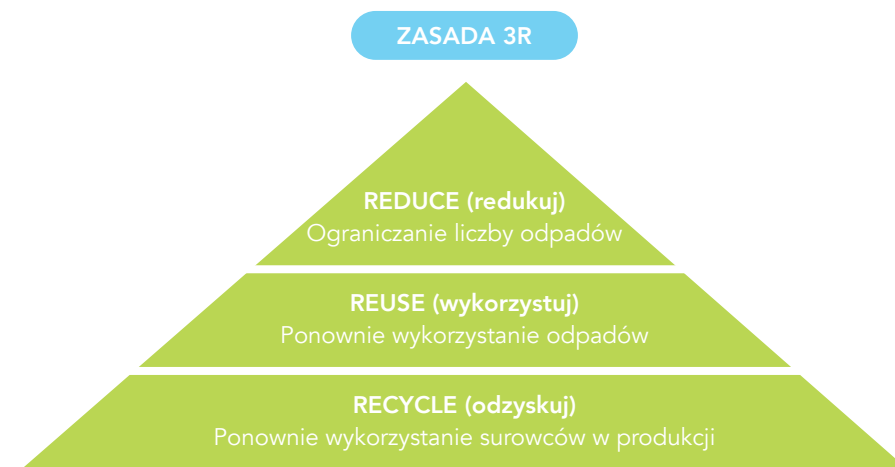 ZASADA 3R
REDUCE (redukuj)
Ograniczanie liczby odpadów
REUSE (wykorzystuj)
Ponownie wykorzystanie odpadów
RECYCLE (odzyskuj)
Ponownie wykorzystanie surowców w produkcji